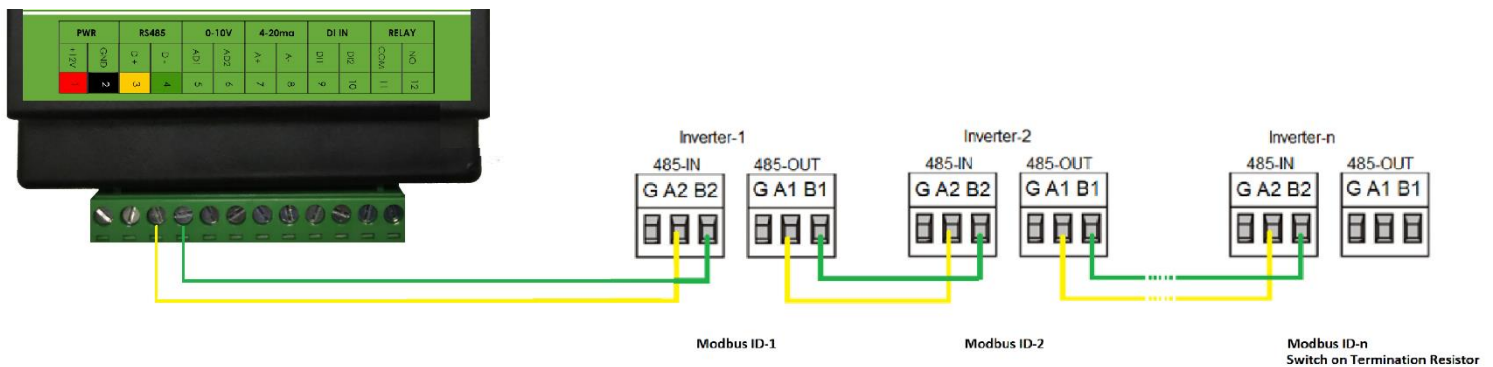 PWR RS485 0-10V 4-20ma DI IN RELAY
+12V GND D+ D- AD1 AD2 A+ A- DI1 DI2 COM NO
1 2 3 4 5 6 7 8 9 10 11 12
Inverter-1 Inverter-2 Inverter-n
485-IN 485-OUT 485-IN 485-OUT 485-IN 485-OUT
G A2 B2 G A1 B1 G A2 B2 G A1 B1 G A2 B2 G A1 B1
Modbus ID-1 Modbus ID-2 Modbus ID-n
Switch on Termination Resistor